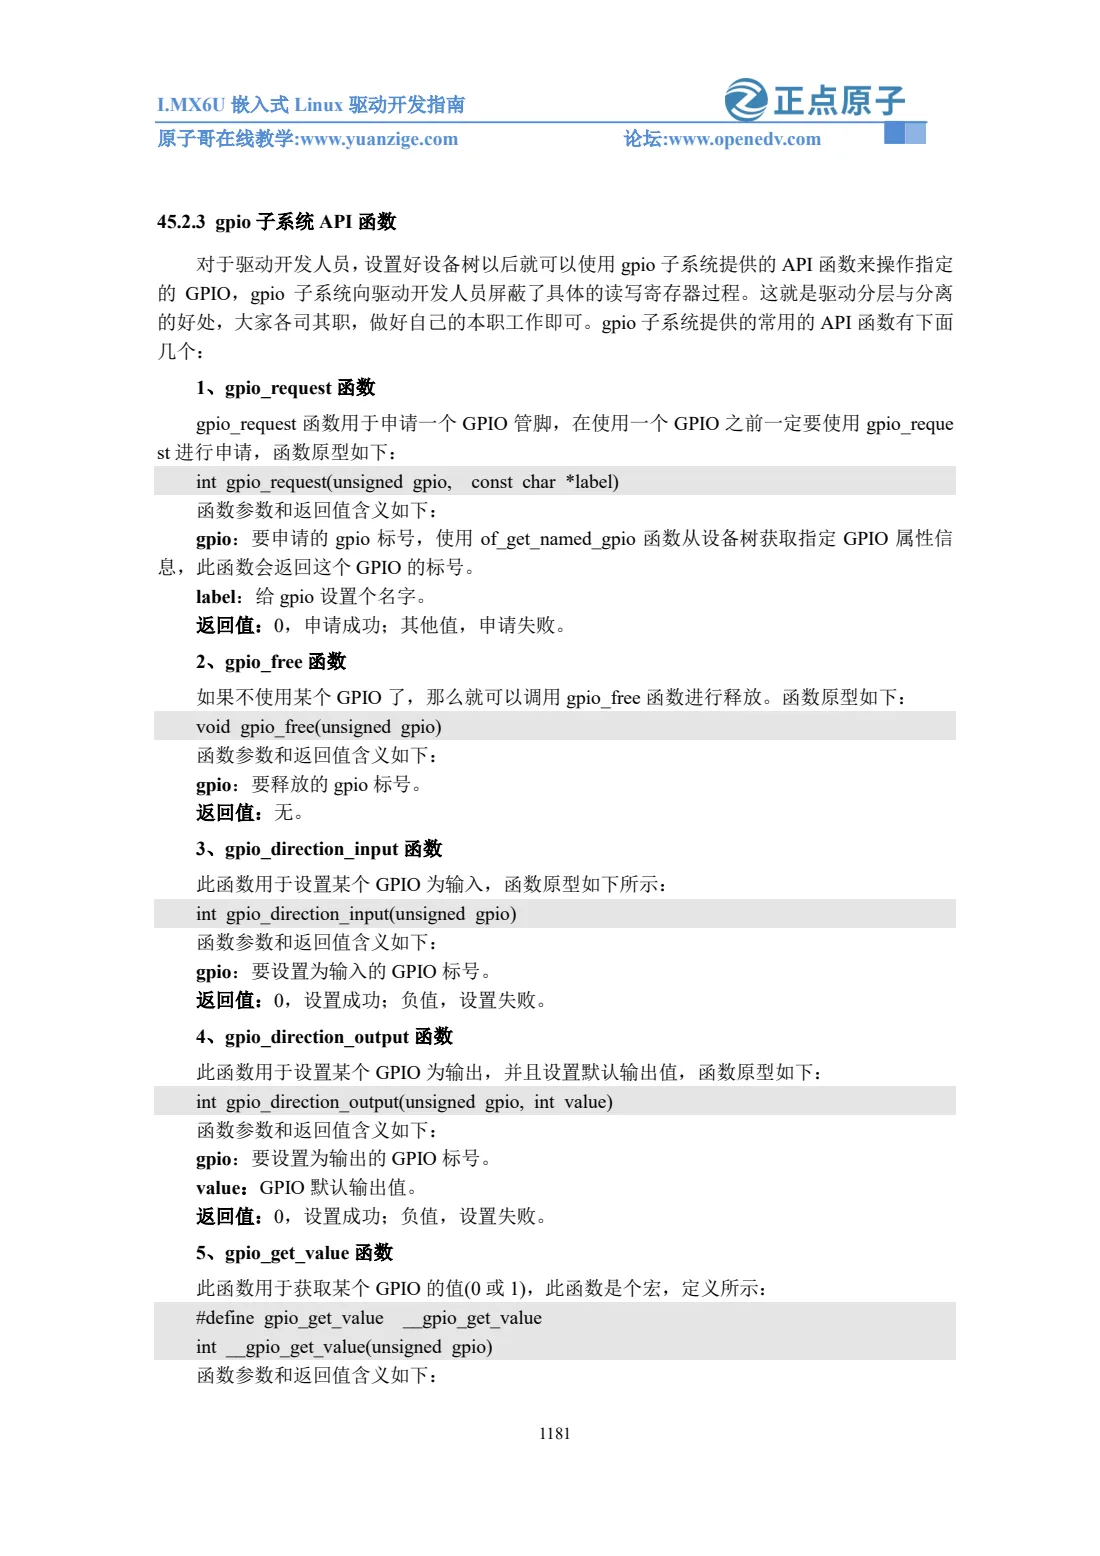 I.MX6U 嵌入式 Linux 驱动开发指南
正点原子
原子哥在线教学:www.yuanzige.com 论坛:www.openedv.com
45.2.3 gpio 子系统 API 函数
对于驱动开发人员，设置好设备树以后就可以使用 gpio 子系统提供的 API 函数来操作指定
的 GPIO，gpio 子系统向驱动开发人员屏蔽了具体的读写寄存器过程。这就是驱动分层与分离
的好处，大家各司其职，做好自己的本职工作即可。gpio 子系统提供的常用的 API 函数有下面
几个：
1、gpio_request 函数
gpio_request 函数用于申请一个 GPIO 管脚，在使用一个 GPIO 之前一定要使用 gpio_reque
st 进行申请，函数原型如下：
int gpio_request(unsigned gpio, const char *label)
函数参数和返回值含义如下：
gpio：要申请的 gpio 标号，使用 of_get_named_gpio 函数从设备树获取指定 GPIO 属性信
息，此函数会返回这个 GPIO 的标号。
label：给 gpio 设置个名字。
返回值：0，申请成功；其他值，申请失败。
2、gpio_free 函数
如果不使用某个 GPIO 了，那么就可以调用 gpio_free 函数进行释放。函数原型如下：
void gpio_free(unsigned gpio)
函数参数和返回值含义如下：
gpio：要释放的 gpio 标号。
返回值：无。
3、gpio_direction_input 函数
此函数用于设置某个 GPIO 为输入，函数原型如下所示：
int gpio_direction_input(unsigned gpio)
函数参数和返回值含义如下：
gpio：要设置为输入的 GPIO 标号。
返回值：0，设置成功；负值，设置失败。
4、gpio_direction_output 函数
此函数用于设置某个 GPIO 为输出，并且设置默认输出值，函数原型如下：
int gpio_direction_output(unsigned gpio, int value)
函数参数和返回值含义如下：
gpio：要设置为输出的 GPIO 标号。
value：GPIO 默认输出值。
返回值：0，设置成功；负值，设置失败。
5、gpio_get_value 函数
此函数用于获取某个 GPIO 的值(0 或 1)，此函数是个宏，定义所示：
#define gpio_get_value __gpio_get_value
int __gpio_get_value(unsigned gpio)
函数参数和返回值含义如下：
1181